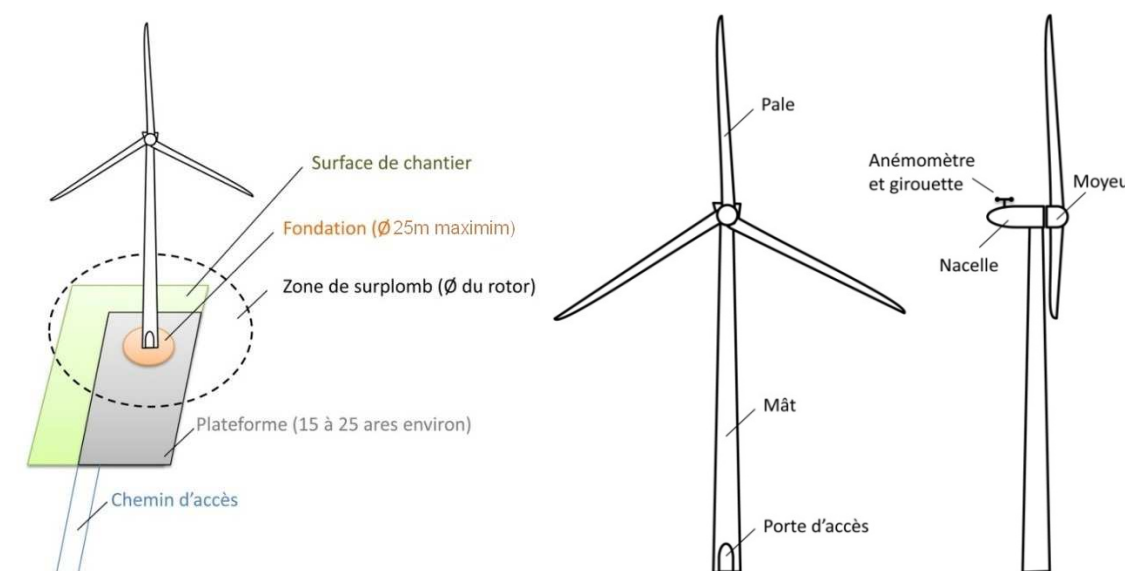 Surface de chantier
Fondation (Ø 25m maximim)
Zone de surplomb (Ø du rotor)
Plateforme (15 à 25 ares environ)
Chemin d'accès
Pale
Mât
Porte d'accès
Anémomètre
et girouette
Moyeu
Nacelle